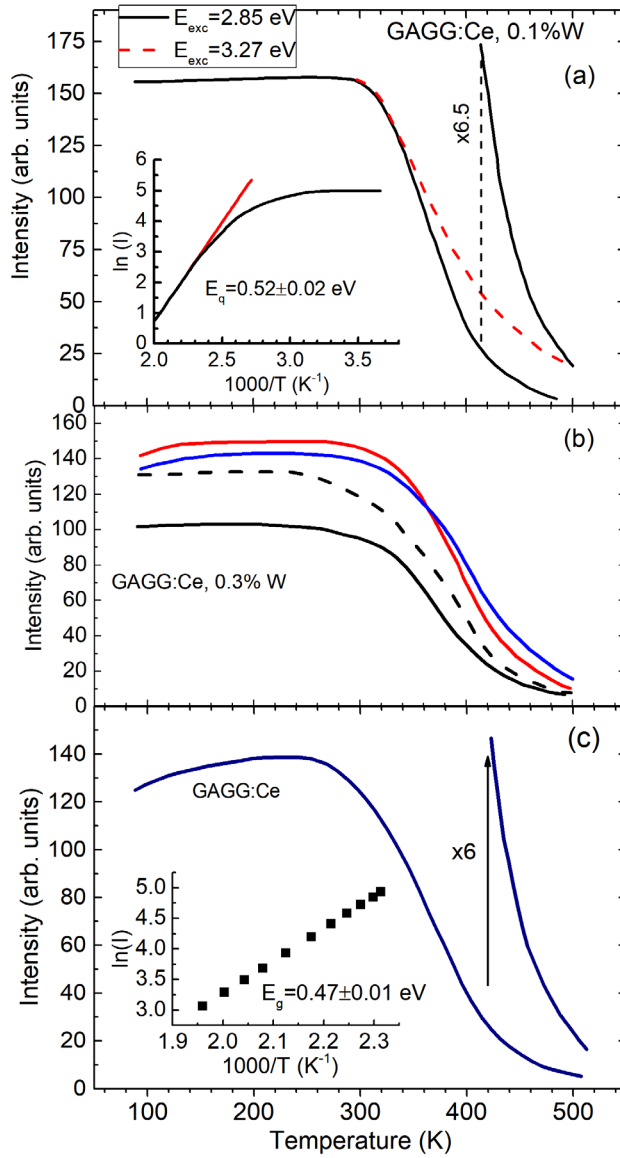 E_exc=2.85 eV
E_exc=3.27 eV
GAGG:Ce, 0.1%W
(a)
Intensity (arb. units)
175
150
125
100
75
50
25
0
x6.5
ln (I)
6
5
4
3
2
1
0
E_q=0.52±0.02 eV
2.0 2.5 3.0 3.5
1000/T (K⁻¹)
(b)
Intensity (arb. units)
160
140
120
100
80
60
40
20
0
GAGG:Ce, 0.3% W
(c)
Intensity (arb. units)
140
120
100
80
60
40
20
0
GAGG:Ce
x6
ln(I)
5.0
4.5
4.0
3.5
3.0
E_g=0.47±0.01 eV
1.9 2.0 2.1 2.2 2.3
1000/T (K⁻¹)
100 200 300 400 500
Temperature (K)